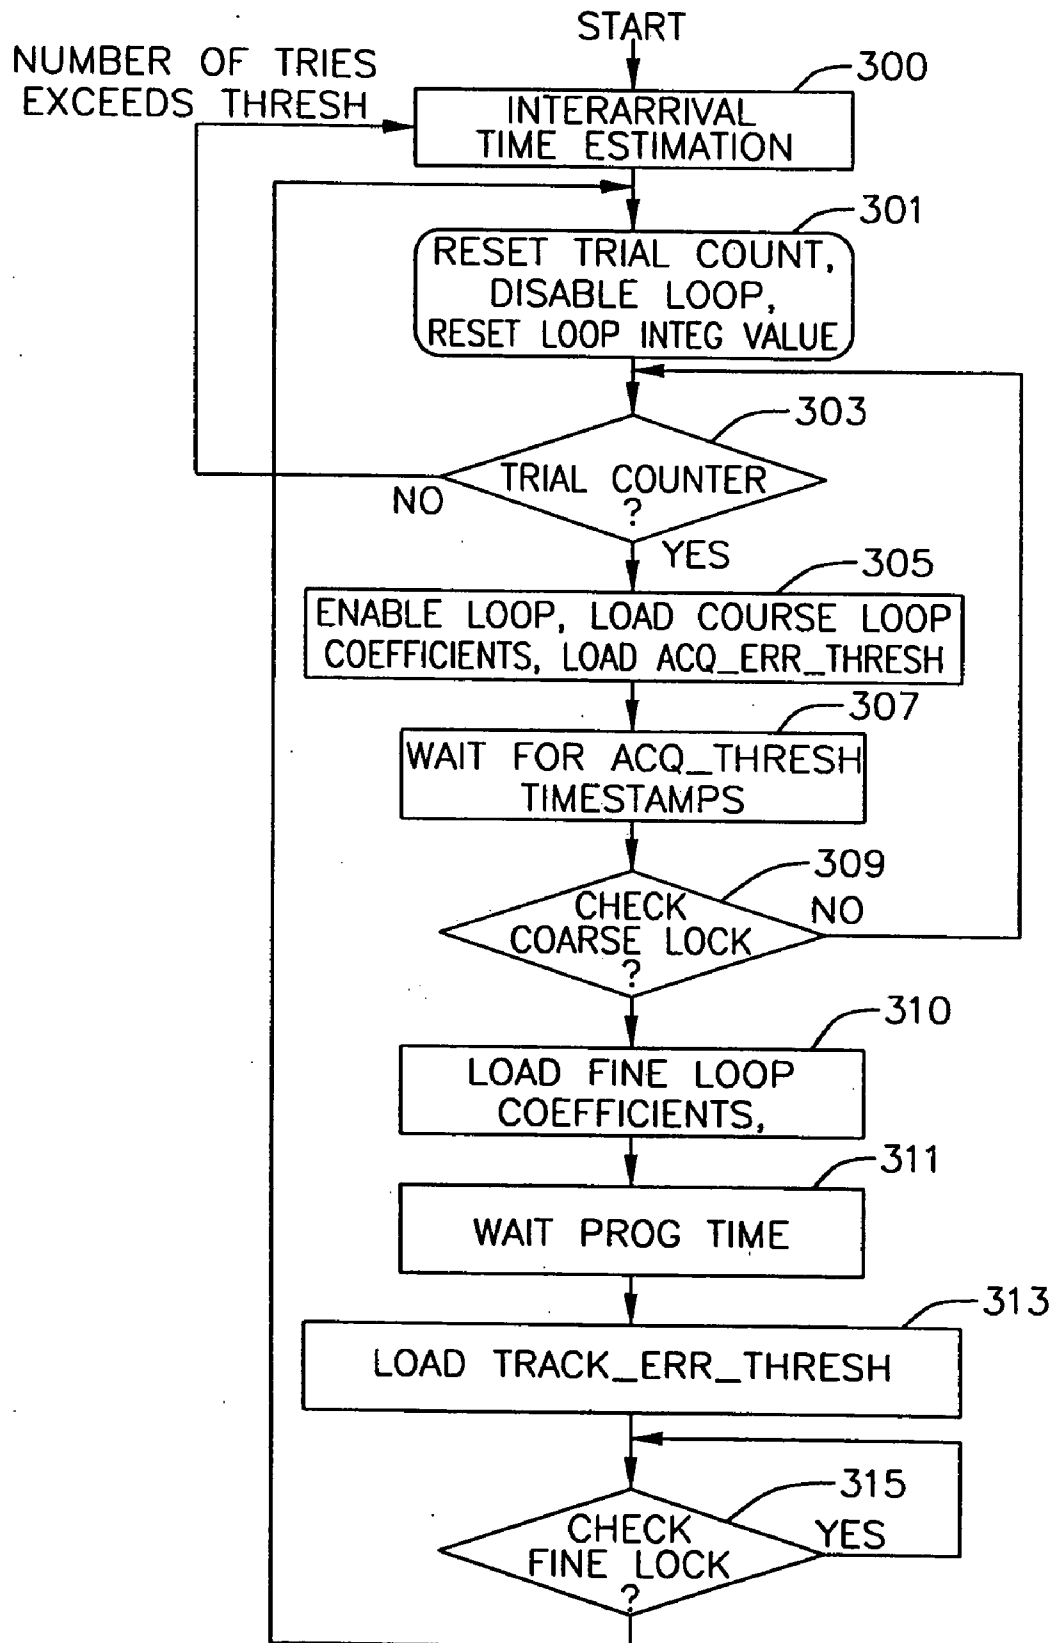 START
NUMBER OF TRIES
EXCEEDS THRESH
300
INTERARRIVAL
TIME ESTIMATION
301
RESET TRIAL COUNT,
DISABLE LOOP,
RESET LOOP INTEG VALUE
303
TRIAL COUNTER
?
NO
YES
305
ENABLE LOOP, LOAD COURSE LOOP
COEFFICIENTS, LOAD ACQ_ERR_THRESH
307
WAIT FOR ACQ_THRESH
TIMESTAMPS
309
CHECK
COARSE LOCK
?
NO
310
LOAD FINE LOOP
COEFFICIENTS,
311
WAIT PROG TIME
313
LOAD TRACK_ERR_THRESH
315
CHECK
FINE LOCK
?
YES